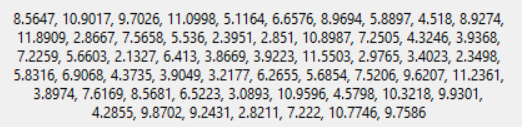 8.5647, 10.9017, 9.7026, 11.0998, 5.1164, 6.6576, 8.9694, 5.8897, 4.518, 8.9274,
11.8909, 2.8667, 7.5658, 5.536, 2.3951, 2.851, 10.8987, 7.2505, 4.3246, 3.9368,
7.2259, 5.6603, 2.1327, 6.413, 3.8669, 3.9223, 11.5503, 2.9765, 3.4023, 2.3498,
5.8316, 6.9068, 4.3735, 3.9049, 3.2177, 6.2655, 5.6854, 7.5206, 9.6207, 11.2361,
3.8974, 7.6169, 8.5681, 6.5223, 3.0893, 10.9596, 4.5798, 10.3218, 9.9301,
4.2855, 9.8702, 9.2431, 2.8211, 7.222, 10.7746, 9.7586